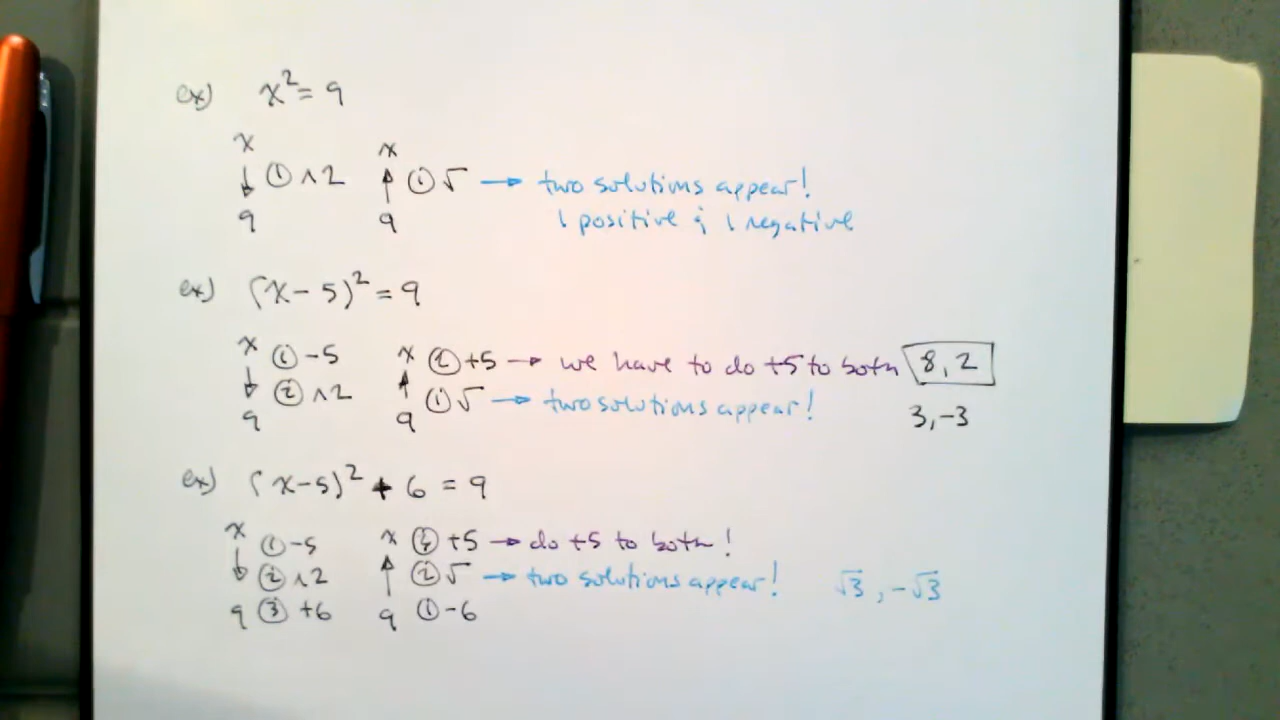 ex) x² = 9
x x
↓ ① ^2 ↑ ① √ → two solutions appear!
9 9 1 positive & 1 negative
ex) (x - 5)² = 9
x ① -5 x ② +5 → we have to do +5 to both 8, 2
↓ ② ^2 ↑ ① √ → two solutions appear! 3, -3
9 9
ex) (x-5)² + 6 = 9
x ① -5 x ③ +5 → do +5 to both!
↓ ② ^2 ↑ ② √ → two solutions appear! √3, -√3
9 ③ +6 9 ① -6